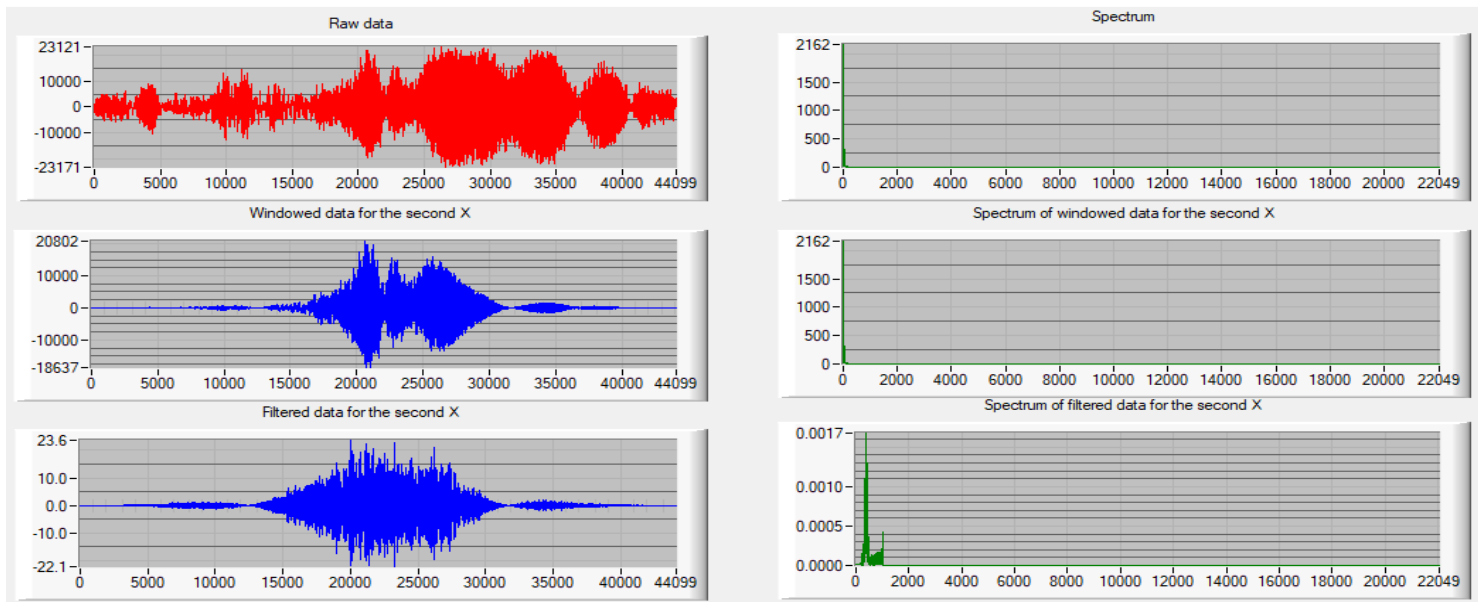 Raw data
23121
10000
0
-10000
-23171
0 5000 10000 15000 20000 25000 30000 35000 40000 44099
Spectrum
2162
1500
1000
500
0
0 2000 4000 6000 8000 10000 12000 14000 16000 18000 20000 22049
Windowed data for the second X
20802
10000
0
-10000
-18637
0 5000 10000 15000 20000 25000 30000 35000 40000 44099
Spectrum of windowed data for the second X
2162
1500
1000
500
0
0 2000 4000 6000 8000 10000 12000 14000 16000 18000 20000 22049
Filtered data for the second X
23.6
10.0
0.0
-10.0
-22.1
0 5000 10000 15000 20000 25000 30000 35000 40000 44099
Spectrum of filtered data for the second X
0.0017
0.0010
0.0005
0.0000
0 2000 4000 6000 8000 10000 12000 14000 16000 18000 20000 22049